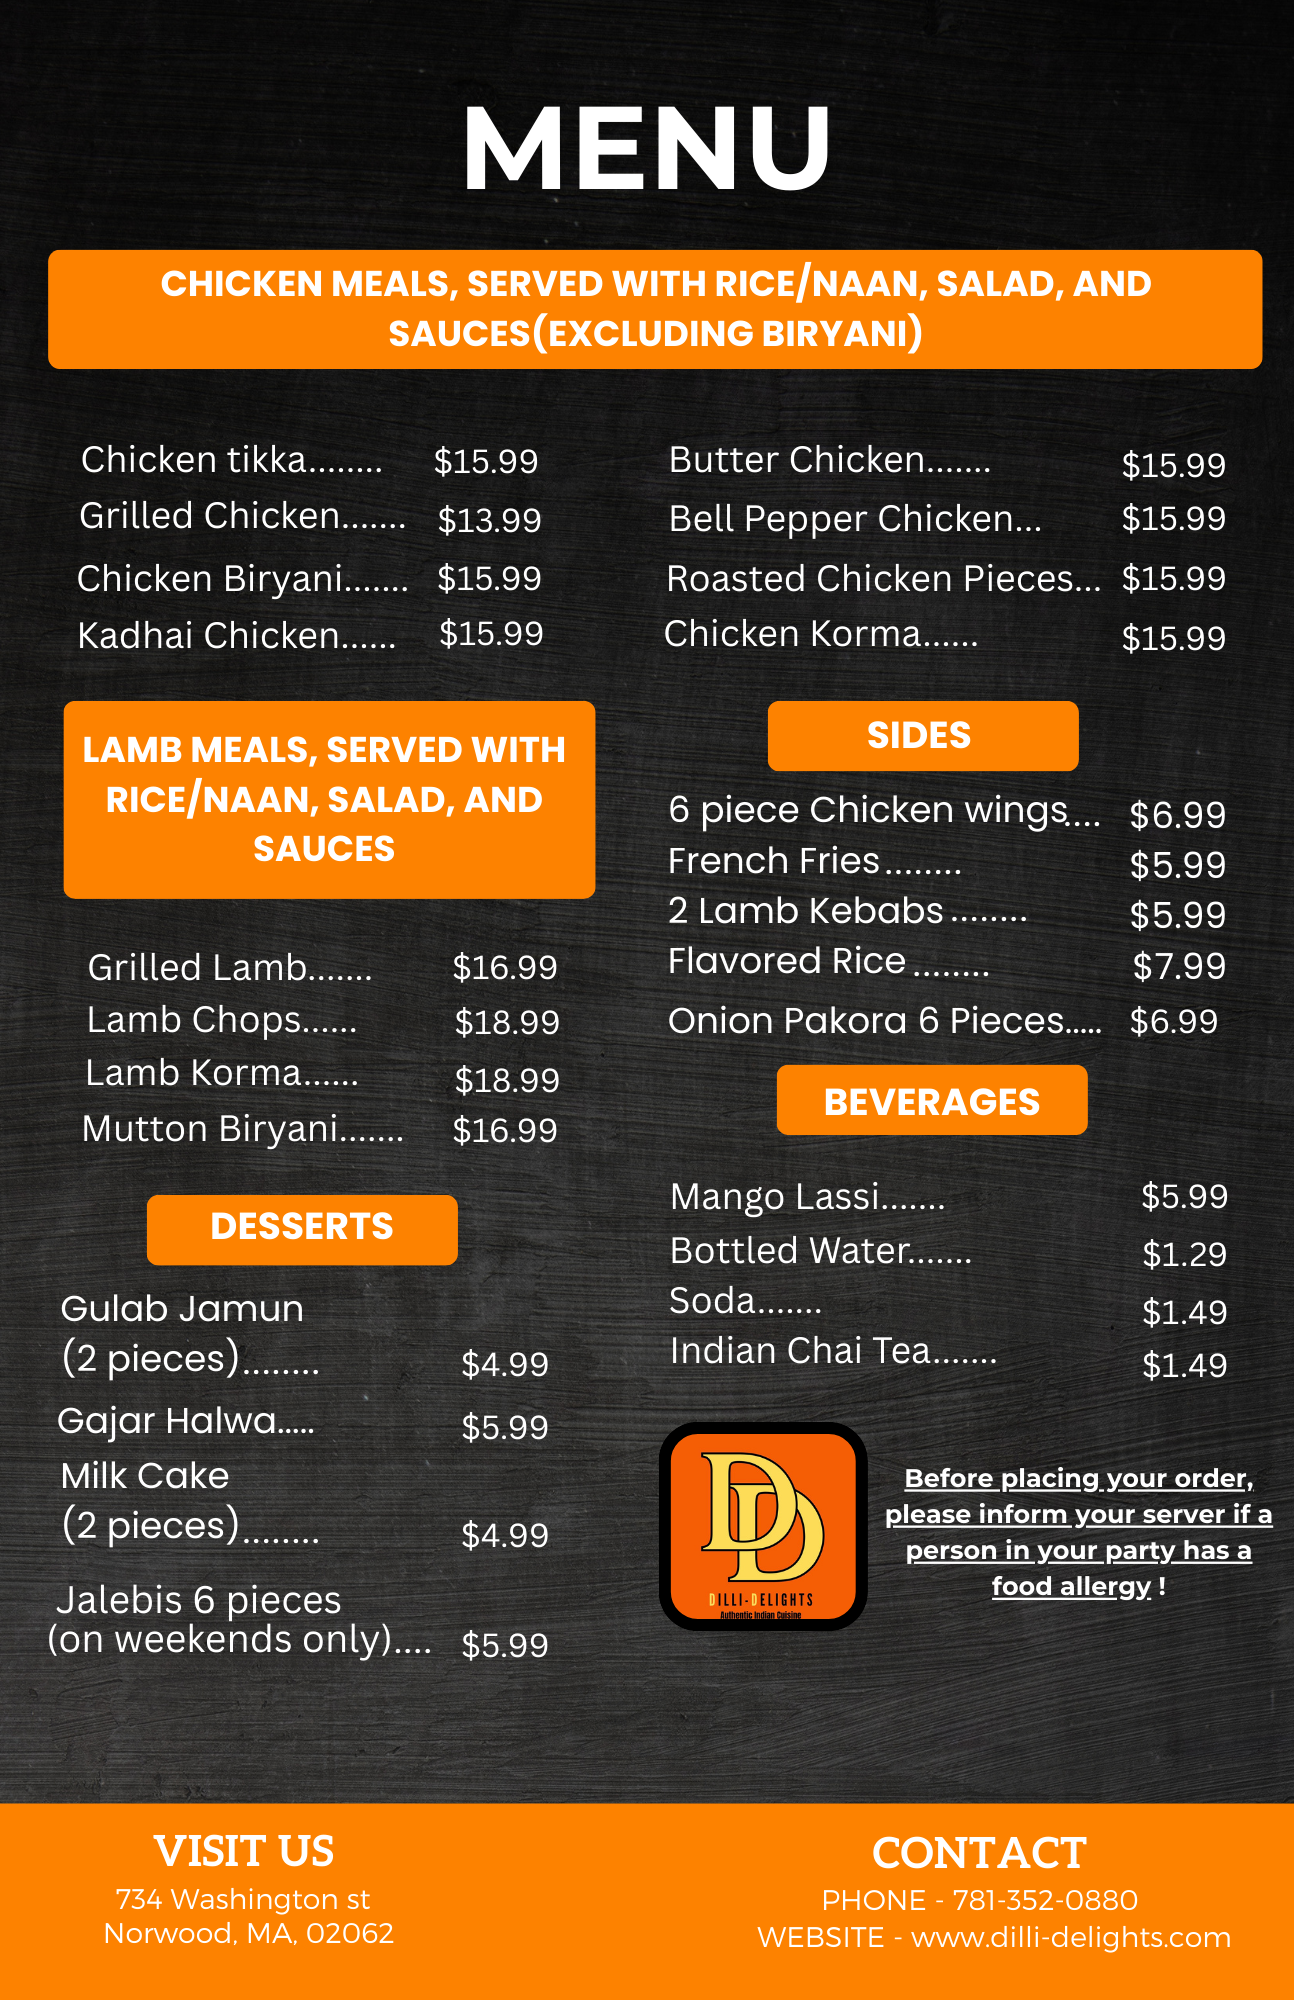 MENU
CHICKEN MEALS, SERVED WITH RICE/NAAN, SALAD, AND
SAUCES(EXCLUDING BIRYANI)
Chicken tikka........ $15.99
Grilled Chicken....... $13.99
Chicken Biryani....... $15.99
Kadhai Chicken...... $15.99
Butter Chicken....... $15.99
Bell Pepper Chicken... $15.99
Roasted Chicken Pieces... $15.99
Chicken Korma...... $15.99
LAMB MEALS, SERVED WITH
RICE/NAAN, SALAD, AND
SAUCES
Grilled Lamb....... $16.99
Lamb Chops...... $18.99
Lamb Korma...... $18.99
Mutton Biryani....... $16.99
DESSERTS
Gulab Jamun
(2 pieces)........ $4.99
Gajar Halwa..... $5.99
Milk Cake
(2 pieces)........ $4.99
Jalebis 6 pieces
(on weekends only).... $5.99
SIDES
6 piece Chicken wings.... $6.99
French Fries........ $5.99
2 Lamb Kebabs........ $5.99
Flavored Rice........ $7.99
Onion Pakora 6 Pieces..... $6.99
BEVERAGES
Mango Lassi....... $5.99
Bottled Water....... $1.29
Soda....... $1.49
Indian Chai Tea....... $1.49
DD
DILLI-DELIGHTS
Authentic Indian Cuisine
Before placing your order,
please inform your server if a
person in your party has a
food allergy !
VISIT US
734 Washington st
Norwood, MA, 02062
CONTACT
PHONE - 781-352-0880
WEBSITE - www.dilli-delights.com